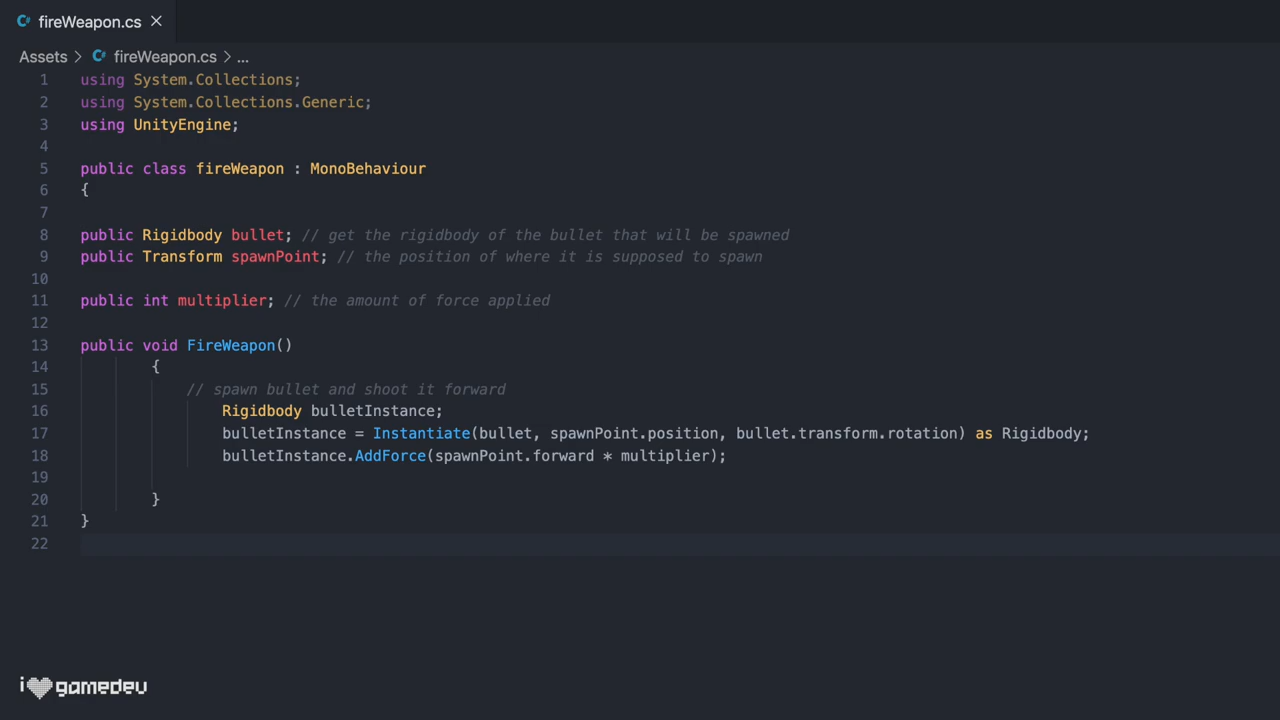 fireWeapon.cs
Assets > fireWeapon.cs > ...
1 using System.Collections;
2 using System.Collections.Generic;
3 using UnityEngine;
4
5 public class fireWeapon : MonoBehaviour
6 {
7
8 public Rigidbody bullet; // get the rigidbody of the bullet that will be spawned
9 public Transform spawnPoint; // the position of where it is supposed to spawn
10
11 public int multiplier; // the amount of force applied
12
13 public void FireWeapon()
14 {
15 // spawn bullet and shoot it forward
16 Rigidbody bulletInstance;
17 bulletInstance = Instantiate(bullet, spawnPoint.position, bullet.transform.rotation) as Rigidbody;
18 bulletInstance.AddForce(spawnPoint.forward * multiplier);
19
20 }
21 }
22
i gamedev